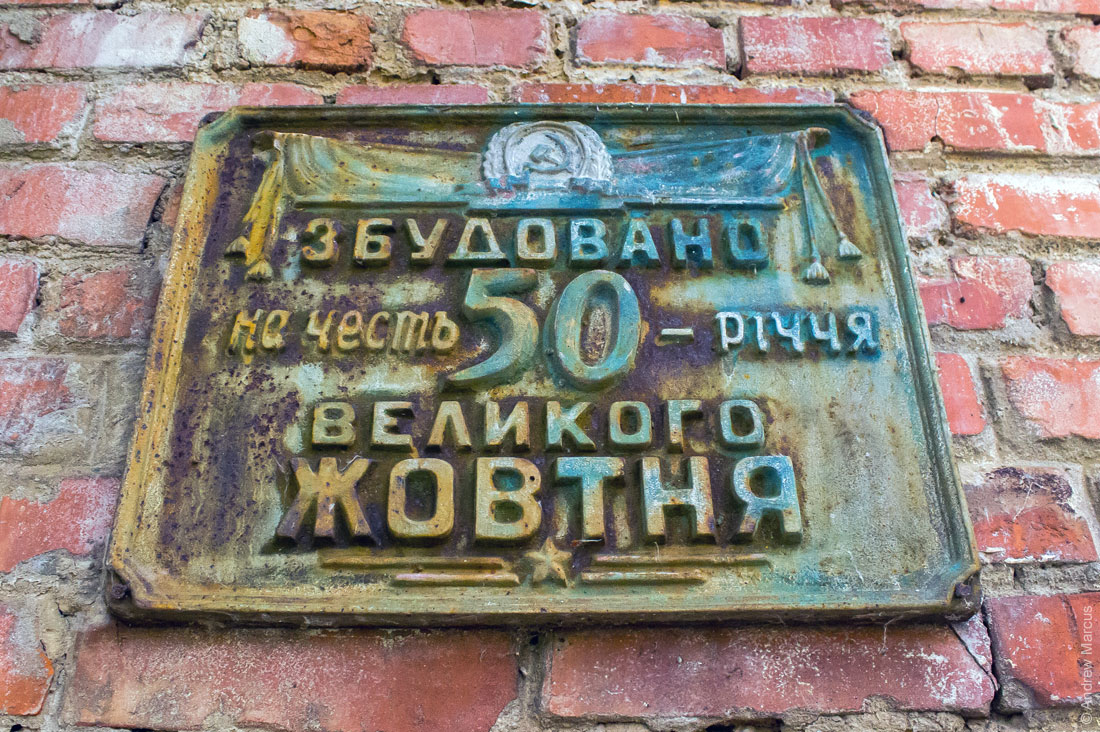 ЗБУДОВАНО
на честь 50 - річчя
ВЕЛИКОГО
ЖОВТНЯ
© Andrew Marcus